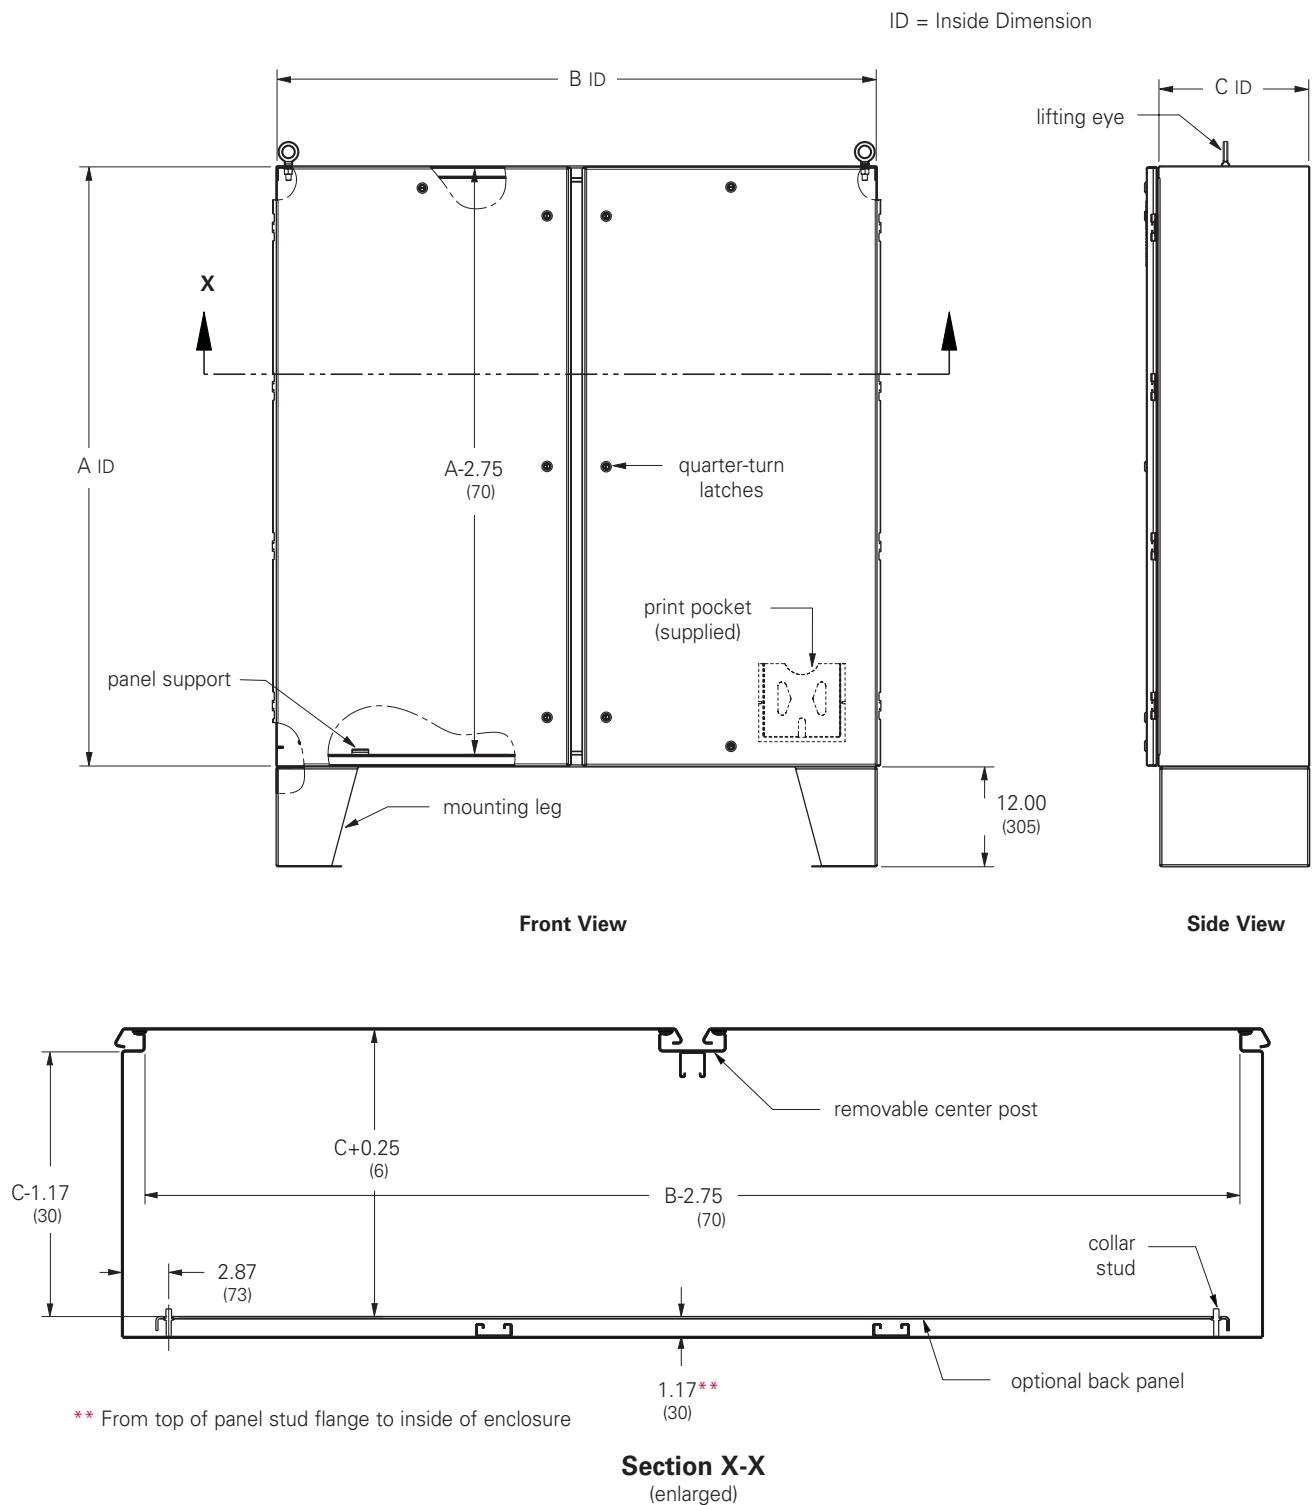 ID = Inside Dimension
B ID
C ID
lifting eye
X
A ID
A-2.75
(70)
quarter-turn
latches
print pocket
(supplied)
panel support
mounting leg
12.00
(305)
Front View
Side View
removable center post
C+0.25
(6)
C-1.17
(30)
B-2.75
(70)
collar
stud
2.87
(73)
optional back panel
1.17**
(30)
** From top of panel stud flange to inside of enclosure
Section X-X
(enlarged)